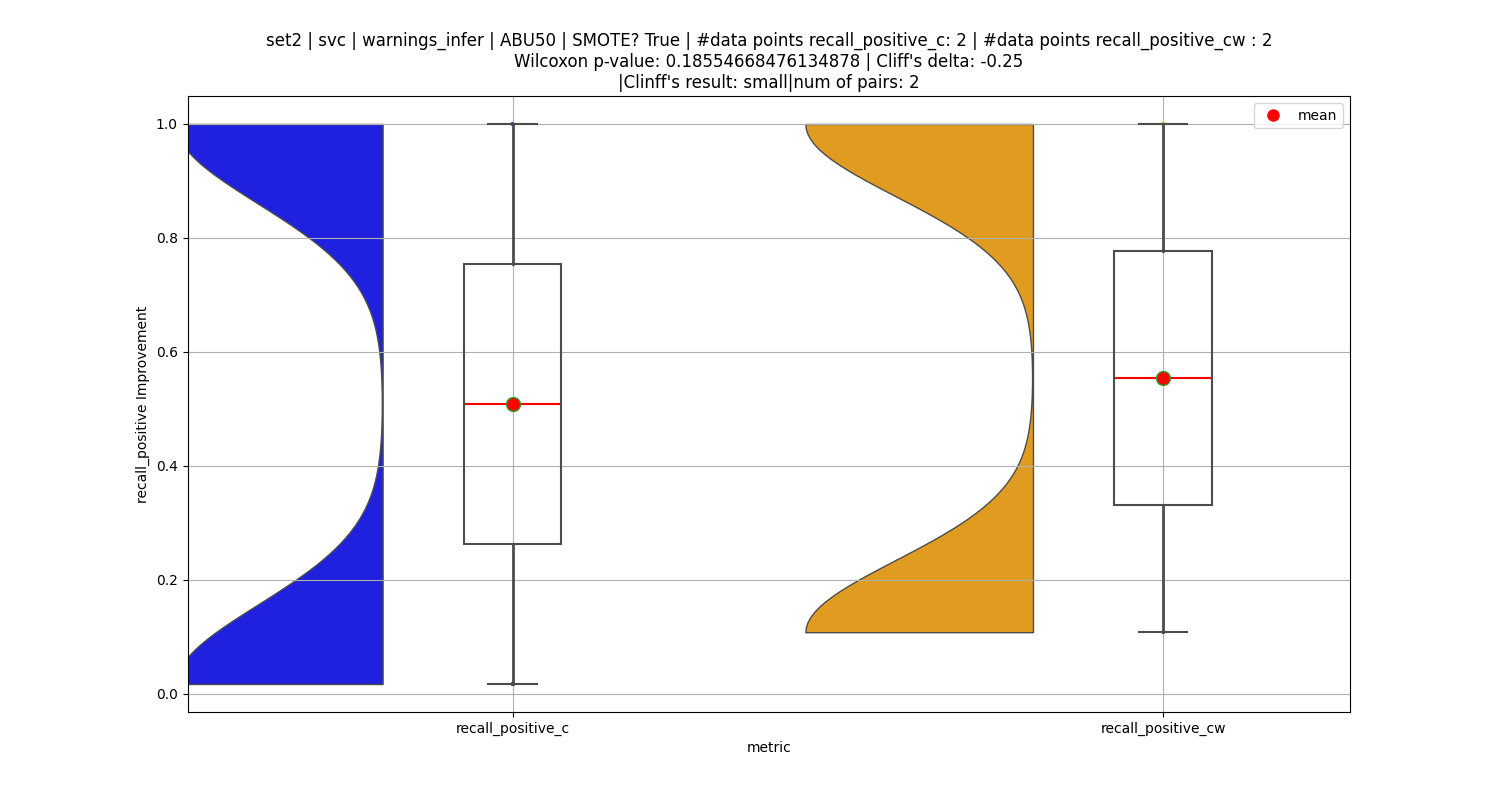 set2 | svc | warnings_infer | ABU50 | SMOTE? True | #data points recall_positive_c: 2 | #data points recall_positive_cw : 2
Wilcoxon p-value: 0.18554668476134878 | Cliff's delta: -0.25
|Clinff's result: small|num of pairs: 2
mean
1.0
0.8
0.6
0.4
0.2
0.0
recall_positive Improvement
recall_positive_c
recall_positive_cw
metric